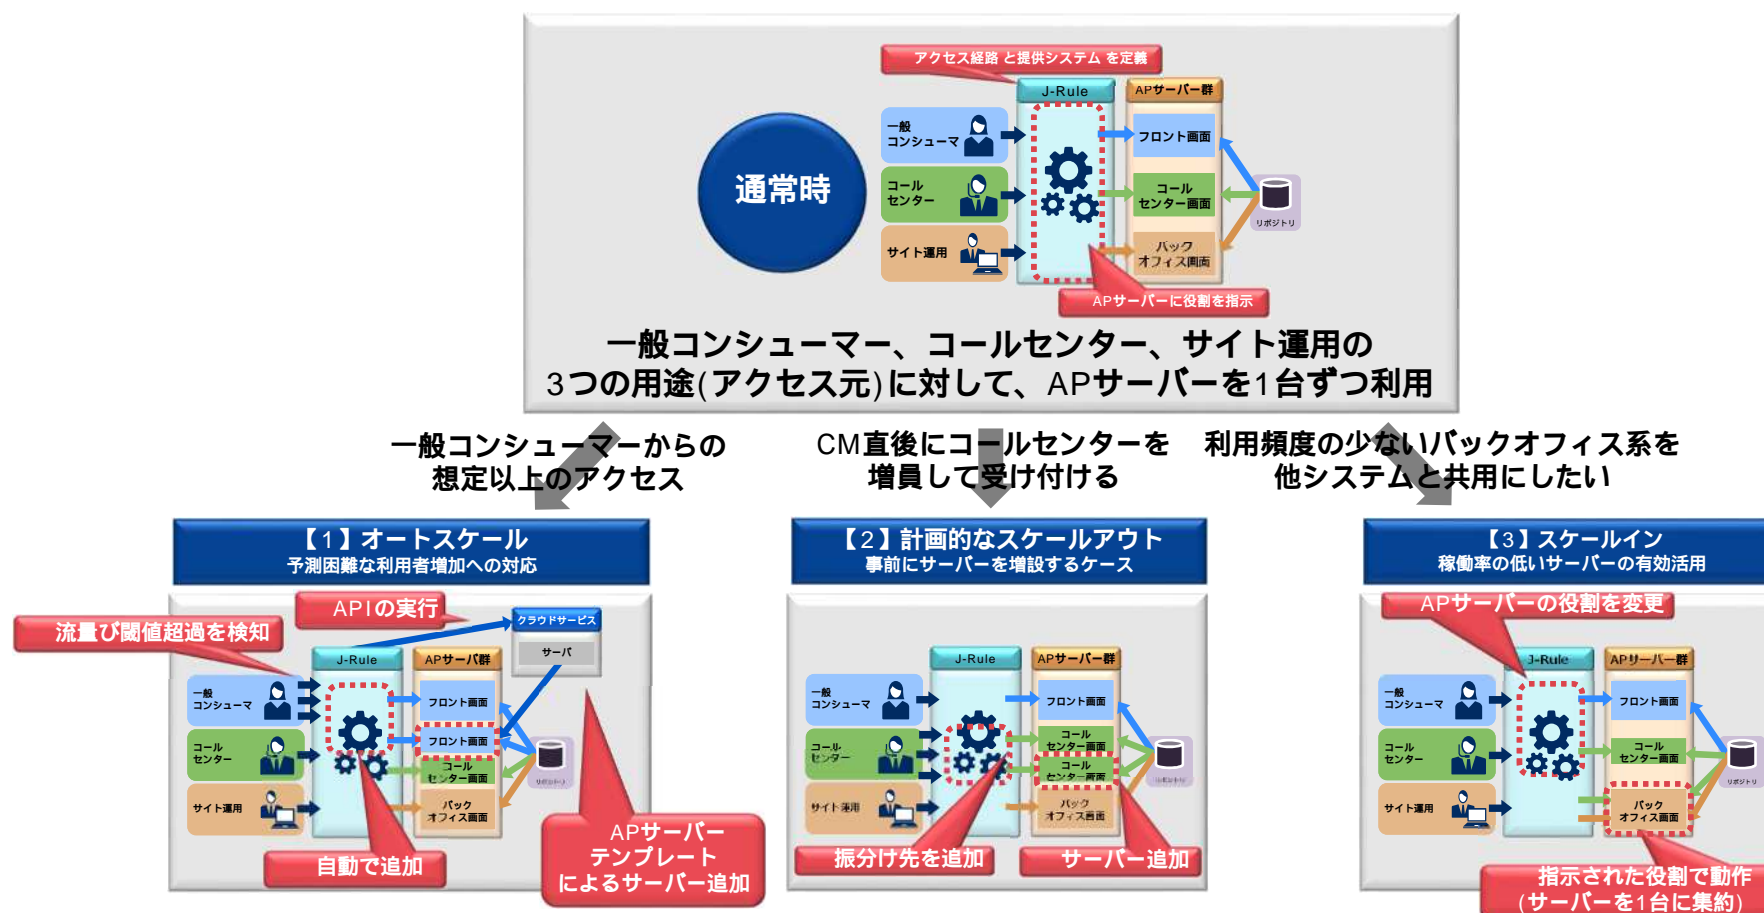 アクセス経路 と提供システム を定義
J-Rule
APサーバー群
一般
コンシューマ
フロント画面
通常時
コール
センター
コール
センター画面
リポジトリ
サイト運用
バック
オフィス画面
APサーバーに役割を指示
一般コンシューマー、コールセンター、サイト運用の
3つの用途(アクセス元)に対して、APサーバーを1台ずつ利用
一般コンシューマーからの
想定以上のアクセス
CM直後にコールセンターを
増員して受け付ける
利用頻度の少ないバックオフィス系を
他システムと共用にしたい
【1】オートスケール
予測困難な利用者増加への対応
APIの実行
流量び閾値超過を検知
クラウドサービス
サーバ
J-Rule
APサーバ群
一般
コンシューマ
フロント画面
フロント画面
コール
センター
コール
センター画面
リポジトリ
サイト運用
バック
オフィス画面
自動で追加
APサーバー
テンプレート
によるサーバー追加
【2】計画的なスケールアウト
事前にサーバーを増設するケース
J-Rule
APサーバー群
一般
コンシューマ
フロント画面
コール
センター
コール
センター画面
コール
センター画面
リポジトリ
サイト運用
バック
オフィス画面
振分け先を追加
サーバー追加
【3】スケールイン
稼働率の低いサーバーの有効活用
APサーバーの役割を変更
J-Rule
APサーバー群
一般
コンシューマ
フロント画面
コール
センター
コール
センター画面
リポジトリ
サイト運用
バック
オフィス画面
指示された役割で動作
(サーバーを1台に集約)